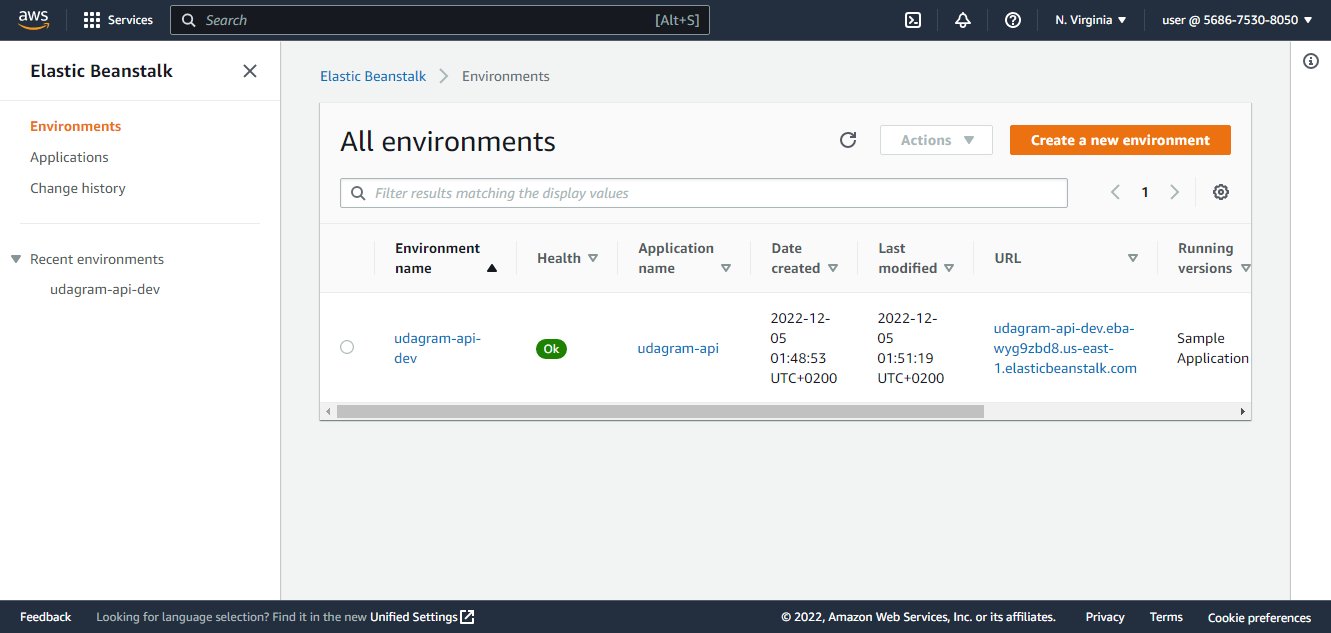 aws
Services
Search
[Alt+S]
N. Virginia
user @ 5686-7530-8050
Elastic Beanstalk
Environments
Applications
Change history
Recent environments
udagram-api-dev
Elastic Beanstalk
Environments
All environments
Actions
Create a new environment
Filter results matching the display values
1
Environment
name
Health
Application
name
Date
created
Last
modified
URL
Running
versions
udagram-api-
dev
Ok
udagram-api
2022-12-
05
01:48:53
UTC+0200
2022-12-
05
01:51:19
UTC+0200
udagram-api-dev.eba-
wyg9zbd8.us-east-
1.elasticbeanstalk.com
Sample
Application
Feedback
Looking for language selection? Find it in the new Unified Settings
© 2022, Amazon Web Services, Inc. or its affiliates.
Privacy
Terms
Cookie preferences